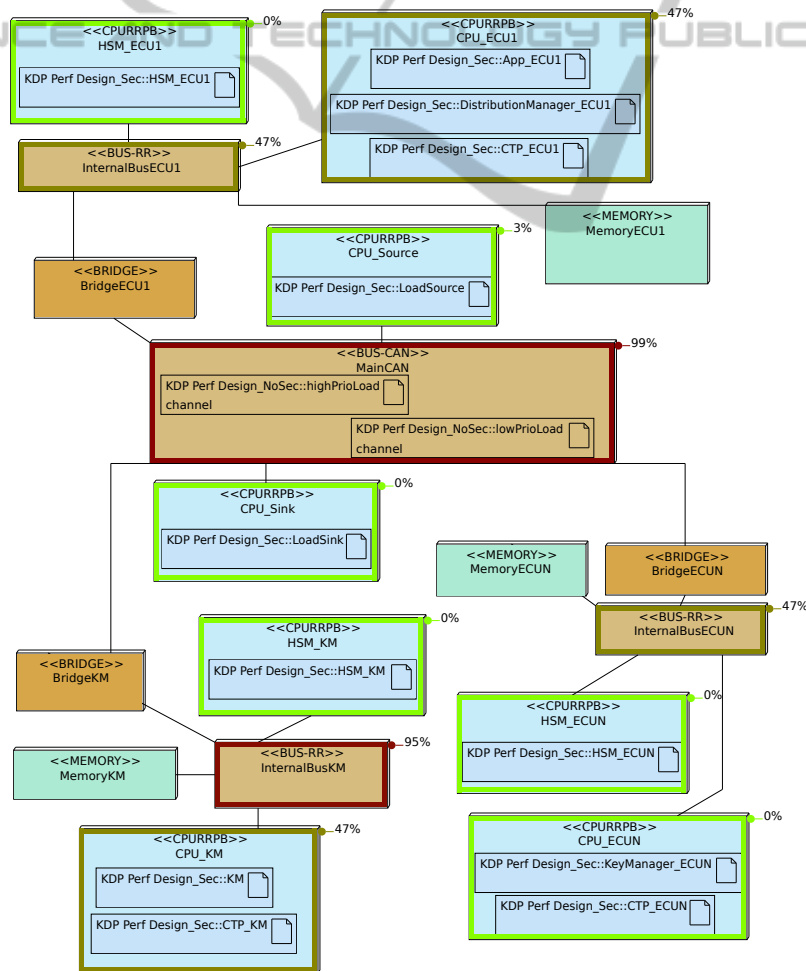 CE AND TECHNOLOGY PUBLIC
<<CPURRPB>>
HSM_ECU1
0%
KDP Perf Design_Sec::HSM_ECU1
<<CPURRPB>>
CPU_ECU1
47%
KDP Perf Design_Sec::App_ECU1
KDP Perf Design_Sec::DistributionManager_ECU1
KDP Perf Design_Sec::CTP_ECU1
<<BUS-RR>>
InternalBusECU1
47%
<<MEMORY>>
MemoryECU1
<<CPURRPB>>
CPU_Source
3%
KDP Perf Design_Sec::LoadSource
<<BRIDGE>>
BridgeECU1
<<BUS-CAN>>
MainCAN
99%
KDP Perf Design_NoSec::highPrioLoad
channel
KDP Perf Design_NoSec::lowPrioLoad
channel
<<CPURRPB>>
CPU_Sink
0%
KDP Perf Design_Sec::LoadSink
<<MEMORY>>
MemoryECUN
<<BRIDGE>>
BridgeECUN
<<BUS-RR>>
InternalBusECUN
47%
<<CPURRPB>>
HSM_KM
0%
KDP Perf Design_Sec::HSM_KM
<<BRIDGE>>
BridgeKM
<<CPURRPB>>
HSM_ECUN
0%
KDP Perf Design_Sec::HSM_ECUN
<<BUS-RR>>
InternalBusKM
95%
<<MEMORY>>
MemoryKM
<<CPURRPB>>
CPU_KM
47%
KDP Perf Design_Sec::KM
KDP Perf Design_Sec::CTP_KM
<<CPURRPB>>
CPU_ECUN
0%
KDP Perf Design_Sec::KeyManager_ECUN
KDP Perf Design_Sec::CTP_ECUN